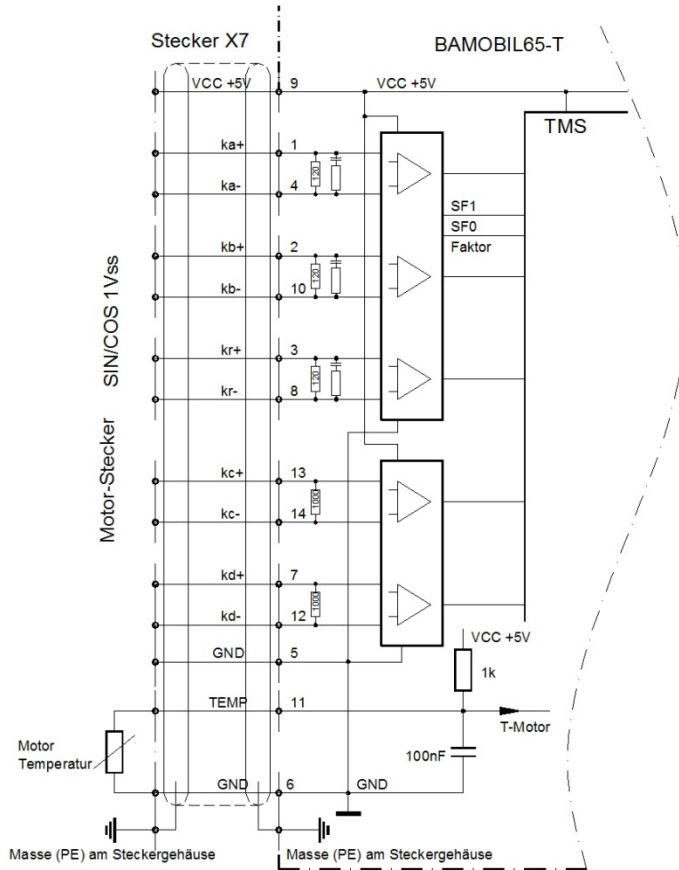 Stecker X7
BAMOBIL65-T
VCC +5V 9 VCC +5V
TMS
ka+ 1
120
ka- 4
SF1
SF0
Faktor
kb+ 2
120
kb- 10
kr+ 3
120
kr- 8
SIN/COS 1Vss
Motor-Stecker
kc+ 13
1000
kc- 14
kd+ 7
1000
kd- 12
VCC +5V
GND 5
1k
TEMP 11
T-Motor
Motor
Temperatur
100nF
GND 6 GND
Masse (PE) am Steckergehäuse
Masse (PE) am Steckergehäuse